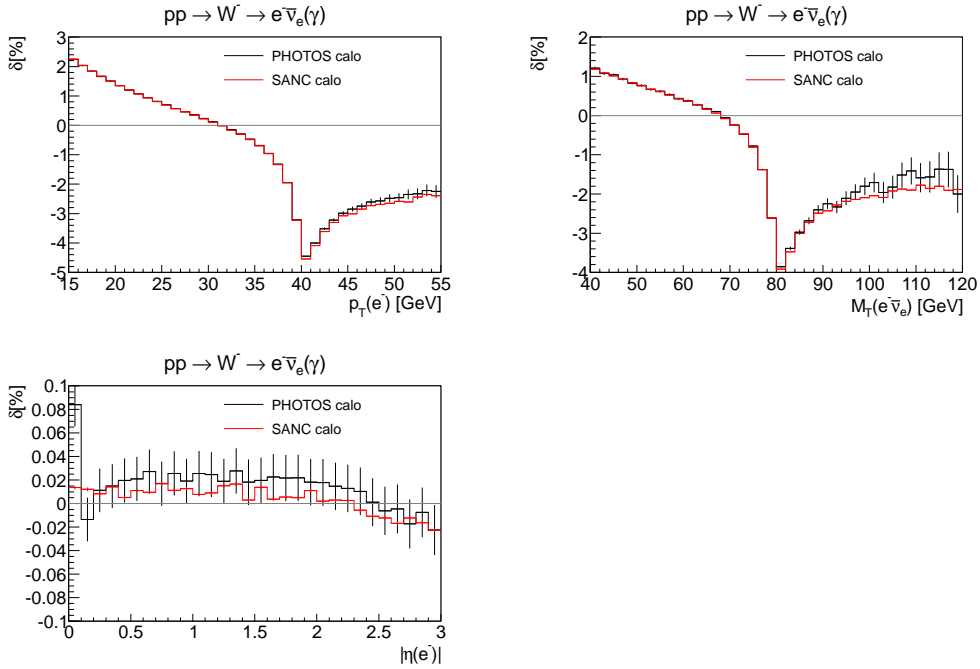 pp → W⁻ → e⁻ν̅ₑ(γ)
δ[%]
PHOTOS calo
SANC calo
3
2
1
0
-1
-2
-3
-4
-5
15 20 25 30 35 40 45 50 55
p_T(e⁻) [GeV]
pp → W⁻ → e⁻ν̅ₑ(γ)
δ[%]
PHOTOS calo
SANC calo
2
1
0
-1
-2
-3
-4
40 50 60 70 80 90 100 110 120
M_T(e⁻ν̅ₑ) [GeV]
pp → W⁻ → e⁻ν̅ₑ(γ)
δ[%]
PHOTOS calo
SANC calo
0.1
0.08
0.06
0.04
0.02
0
-0.02
-0.04
-0.06
-0.08
-0.1
0 0.5 1 1.5 2 2.5 3
|η(e⁻)|